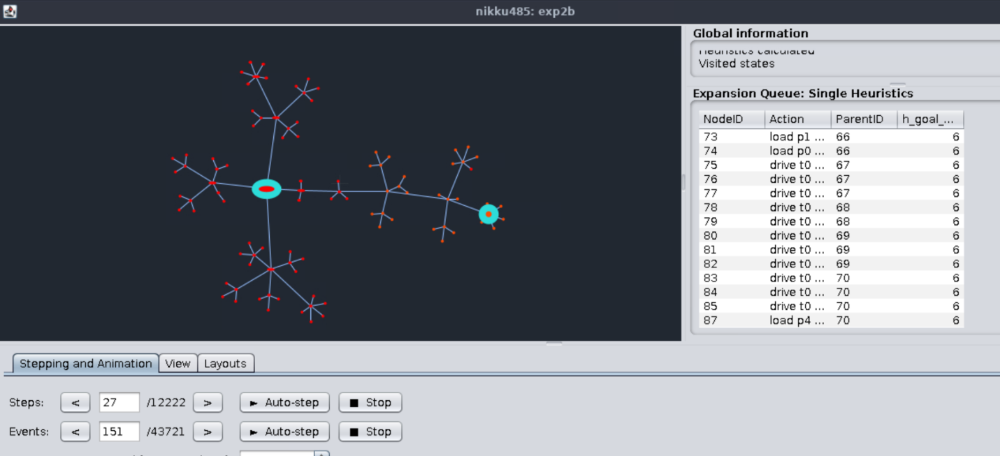 nikku485: exp2b
Global information
Heuristics calculated
Visited states
Expansion Queue: Single Heuristics
NodeID Action ParentID h_goal_...
73 load p1 ... 66 6
74 load p0 ... 66 6
75 drive t0 ... 67 6
76 drive t0 ... 67 6
77 drive t0 ... 67 6
78 drive t0 ... 68 6
79 drive t0 ... 68 6
80 drive t0 ... 69 6
81 drive t0 ... 69 6
82 drive t0 ... 69 6
83 drive t0 ... 70 6
84 drive t0 ... 70 6
85 drive t0 ... 70 6
87 load p4 ... 70 6
Stepping and Animation View Layouts
Steps: < 27 /12222 > ► Auto-step ■ Stop
Events: < 151 /43721 > ► Auto-step ■ Stop